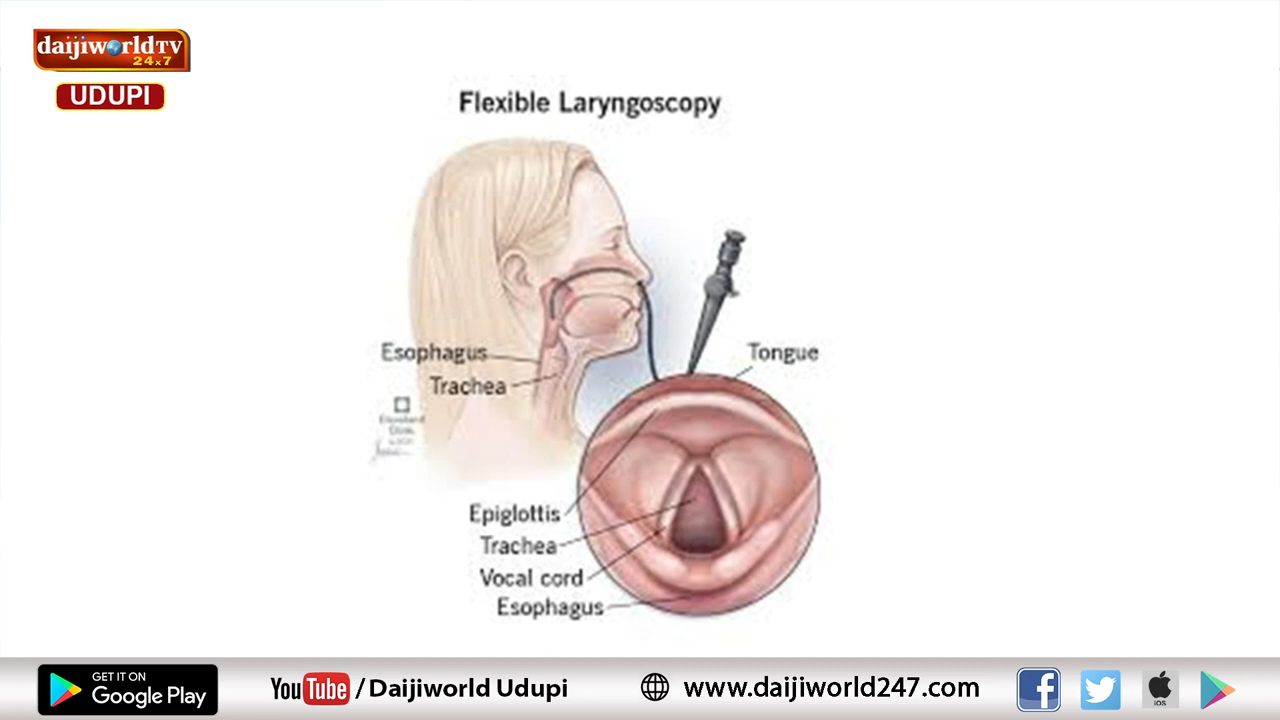 daijiworldTV
24x7
UDUPI
Flexible Laryngoscopy
Esophagus
Trachea
Tongue
Epiglottis
Trachea
Vocal cord
Esophagus
GET IT ON
Google Play
YouTube / Daijiworld Udupi
www.daijiworld247.com
iOS